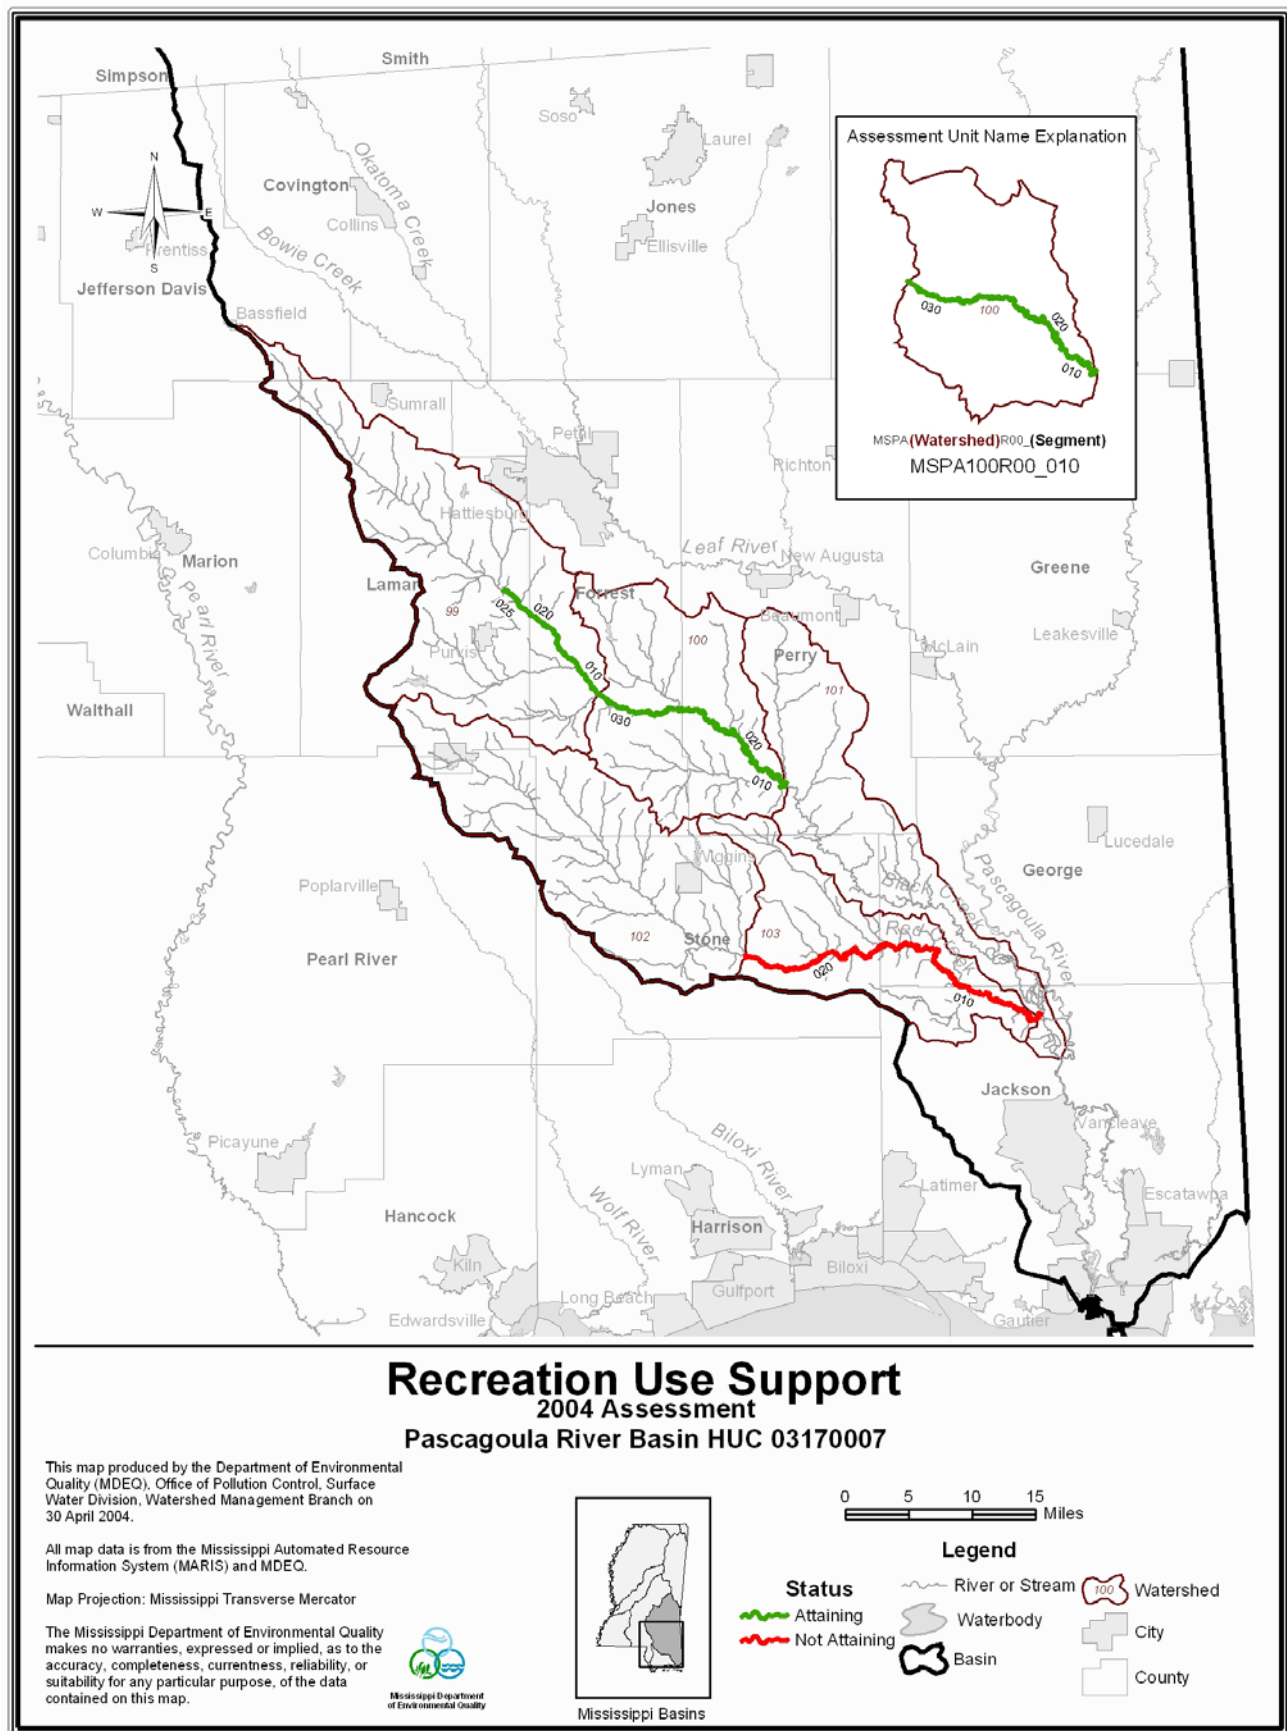 Simpson
Smith
Soso
Laurel
Covington
Collins
Okatoma Creek
Bowie Creek
Jones
Ellisville
N
W
E
S
Prentiss
Jefferson Davis
Bassfield
Assessment Unit Name Explanation
030
100
020
010
MSPA(Watershed)R00_(Segment)
MSPA100R00_010
Sumrall
Petal
Richton
Hattiesburg
Columbia
Marion
Pearl River
Leaf River
New Augusta
Greene
Lamar
Forrest
99
025
020
100
Beaumont
Leakesville
Purvis
Perry
McLain
010
101
Walthall
030
020
010
Lucedale
Wiggins
Pascagoula River
George
Poplarville
Black Creek
Red Creek
102
Stone
103
Pearl River
020
010
Jackson
Vancleave
Picayune
Biloxi River
Lyman
Latimer
Escatawpa
Wolf River
Hancock
Harrison
Kiln
Biloxi
Long Beach
Gulfport
Edwardsville
Gautier
Recreation Use Support
2004 Assessment
Pascagoula River Basin HUC 03170007
This map produced by the Department of Environmental
Quality (MDEQ), Office of Pollution Control, Surface
Water Division, Watershed Management Branch on
30 April 2004.
All map data is from the Mississippi Automated Resource
Information System (MARIS) and MDEQ.
Map Projection: Mississippi Transverse Mercator
The Mississippi Department of Environmental Quality
makes no warranties, expressed or implied, as to the
accuracy, completeness, currentness, reliability, or
suitability for any particular purpose, of the data
contained on this map.
Mississippi Department
of Environmental Quality
Mississippi Basins
0 5 10 15
Miles
Legend
Status
Attaining
Not Attaining
River or Stream
Waterbody
Basin
100
Watershed
City
County